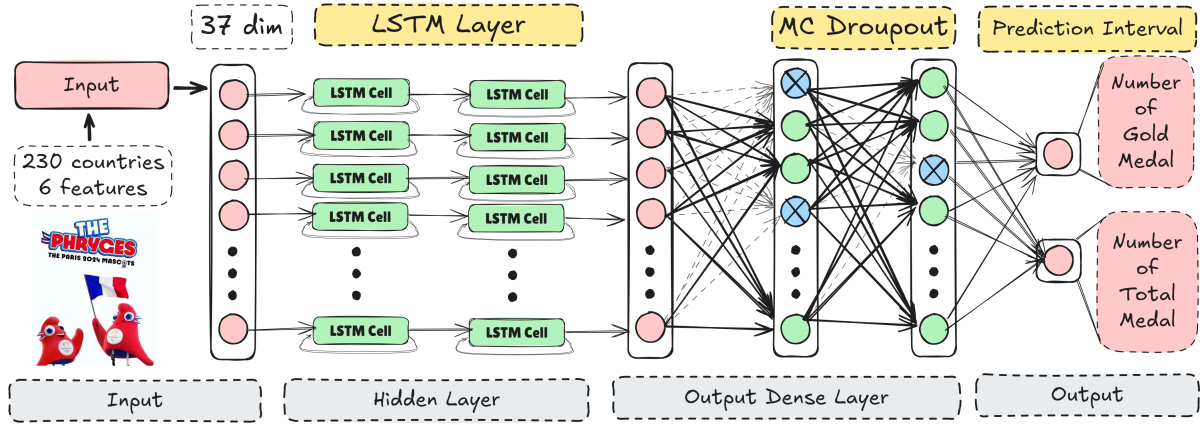 37 dim
LSTM Layer
MC Droupout
Prediction Interval
Input
230 countries
6 features
THE
PHRYGES
THE PARIS 2024 MASCOTS
LSTM Cell
LSTM Cell
LSTM Cell
LSTM Cell
LSTM Cell
LSTM Cell
LSTM Cell
LSTM Cell
LSTM Cell
LSTM Cell
Number
of
Gold
Medal
Number
of
Total
Medal
Input
Hidden Layer
Output Dense Layer
Output